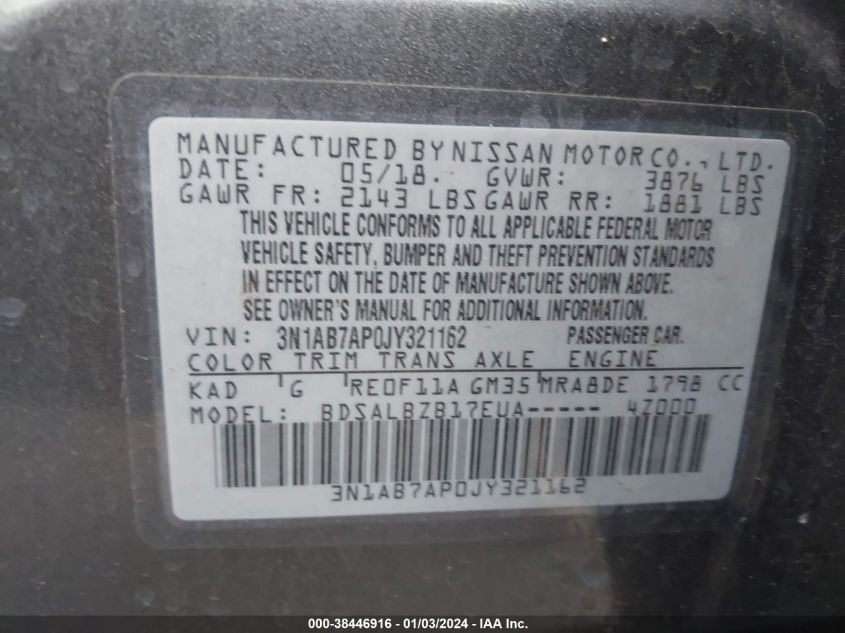 MANUFACTURED BY NISSAN MOTOR CO., LTD.
DATE: 05/18. GVWR: 3876 LBS
GAWR FR: 2143 LBS GAWR RR: 1881 LBS
THIS VEHICLE CONFORMS TO ALL APPLICABLE FEDERAL MOTOR
VEHICLE SAFETY, BUMPER AND THEFT PREVENTION STANDARDS
IN EFFECT ON THE DATE OF MANUFACTURE SHOWN ABOVE.
SEE OWNER'S MANUAL FOR ADDITIONAL INFORMATION.
VIN: 3N1AB7AP0JY321162 PASSENGER CAR.
COLOR TRIM TRANS AXLE ENGINE
KAD G RE0F11A GM35 MRA8DE 1798 CC
MODEL: BDSALBZB17EUA----- 4Z000
3N1AB7AP0JY321162
000-38446916 - 01/03/2024 - IAA Inc.